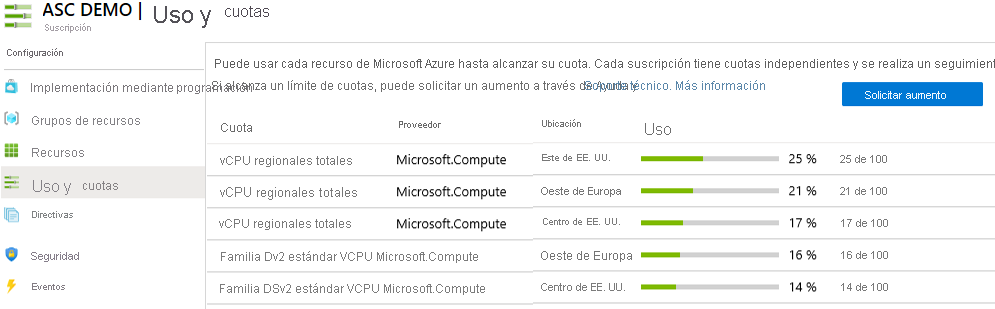 ASC DEMO | Uso y cuotas
Suscripción
Configuración
Implementación mediante programación
Grupos de recursos
Recursos
Uso y cuotas
Directivas
Seguridad
Eventos
Puede usar cada recurso de Microsoft Azure hasta alcanzar su cuota. Cada suscripción tiene cuotas independientes y se realiza un seguimient
Si alcanza un límite de cuotas, puede solicitar un aumento a través de Ayuda y Soporte técnico. Más información
Solicitar aumento
Cuota Proveedor Ubicación Uso
vCPU regionales totales Microsoft.Compute Este de EE. UU. 25 % 25 de 100
vCPU regionales totales Microsoft.Compute Oeste de Europa 21 % 21 de 100
vCPU regionales totales Microsoft.Compute Centro de EE. UU. 17 % 17 de 100
Familia Dv2 estándar VCPU Microsoft.Compute Oeste de Europa 16 % 16 de 100
Familia DSv2 estándar VCPU Microsoft.Compute Centro de EE. UU. 14 % 14 de 100